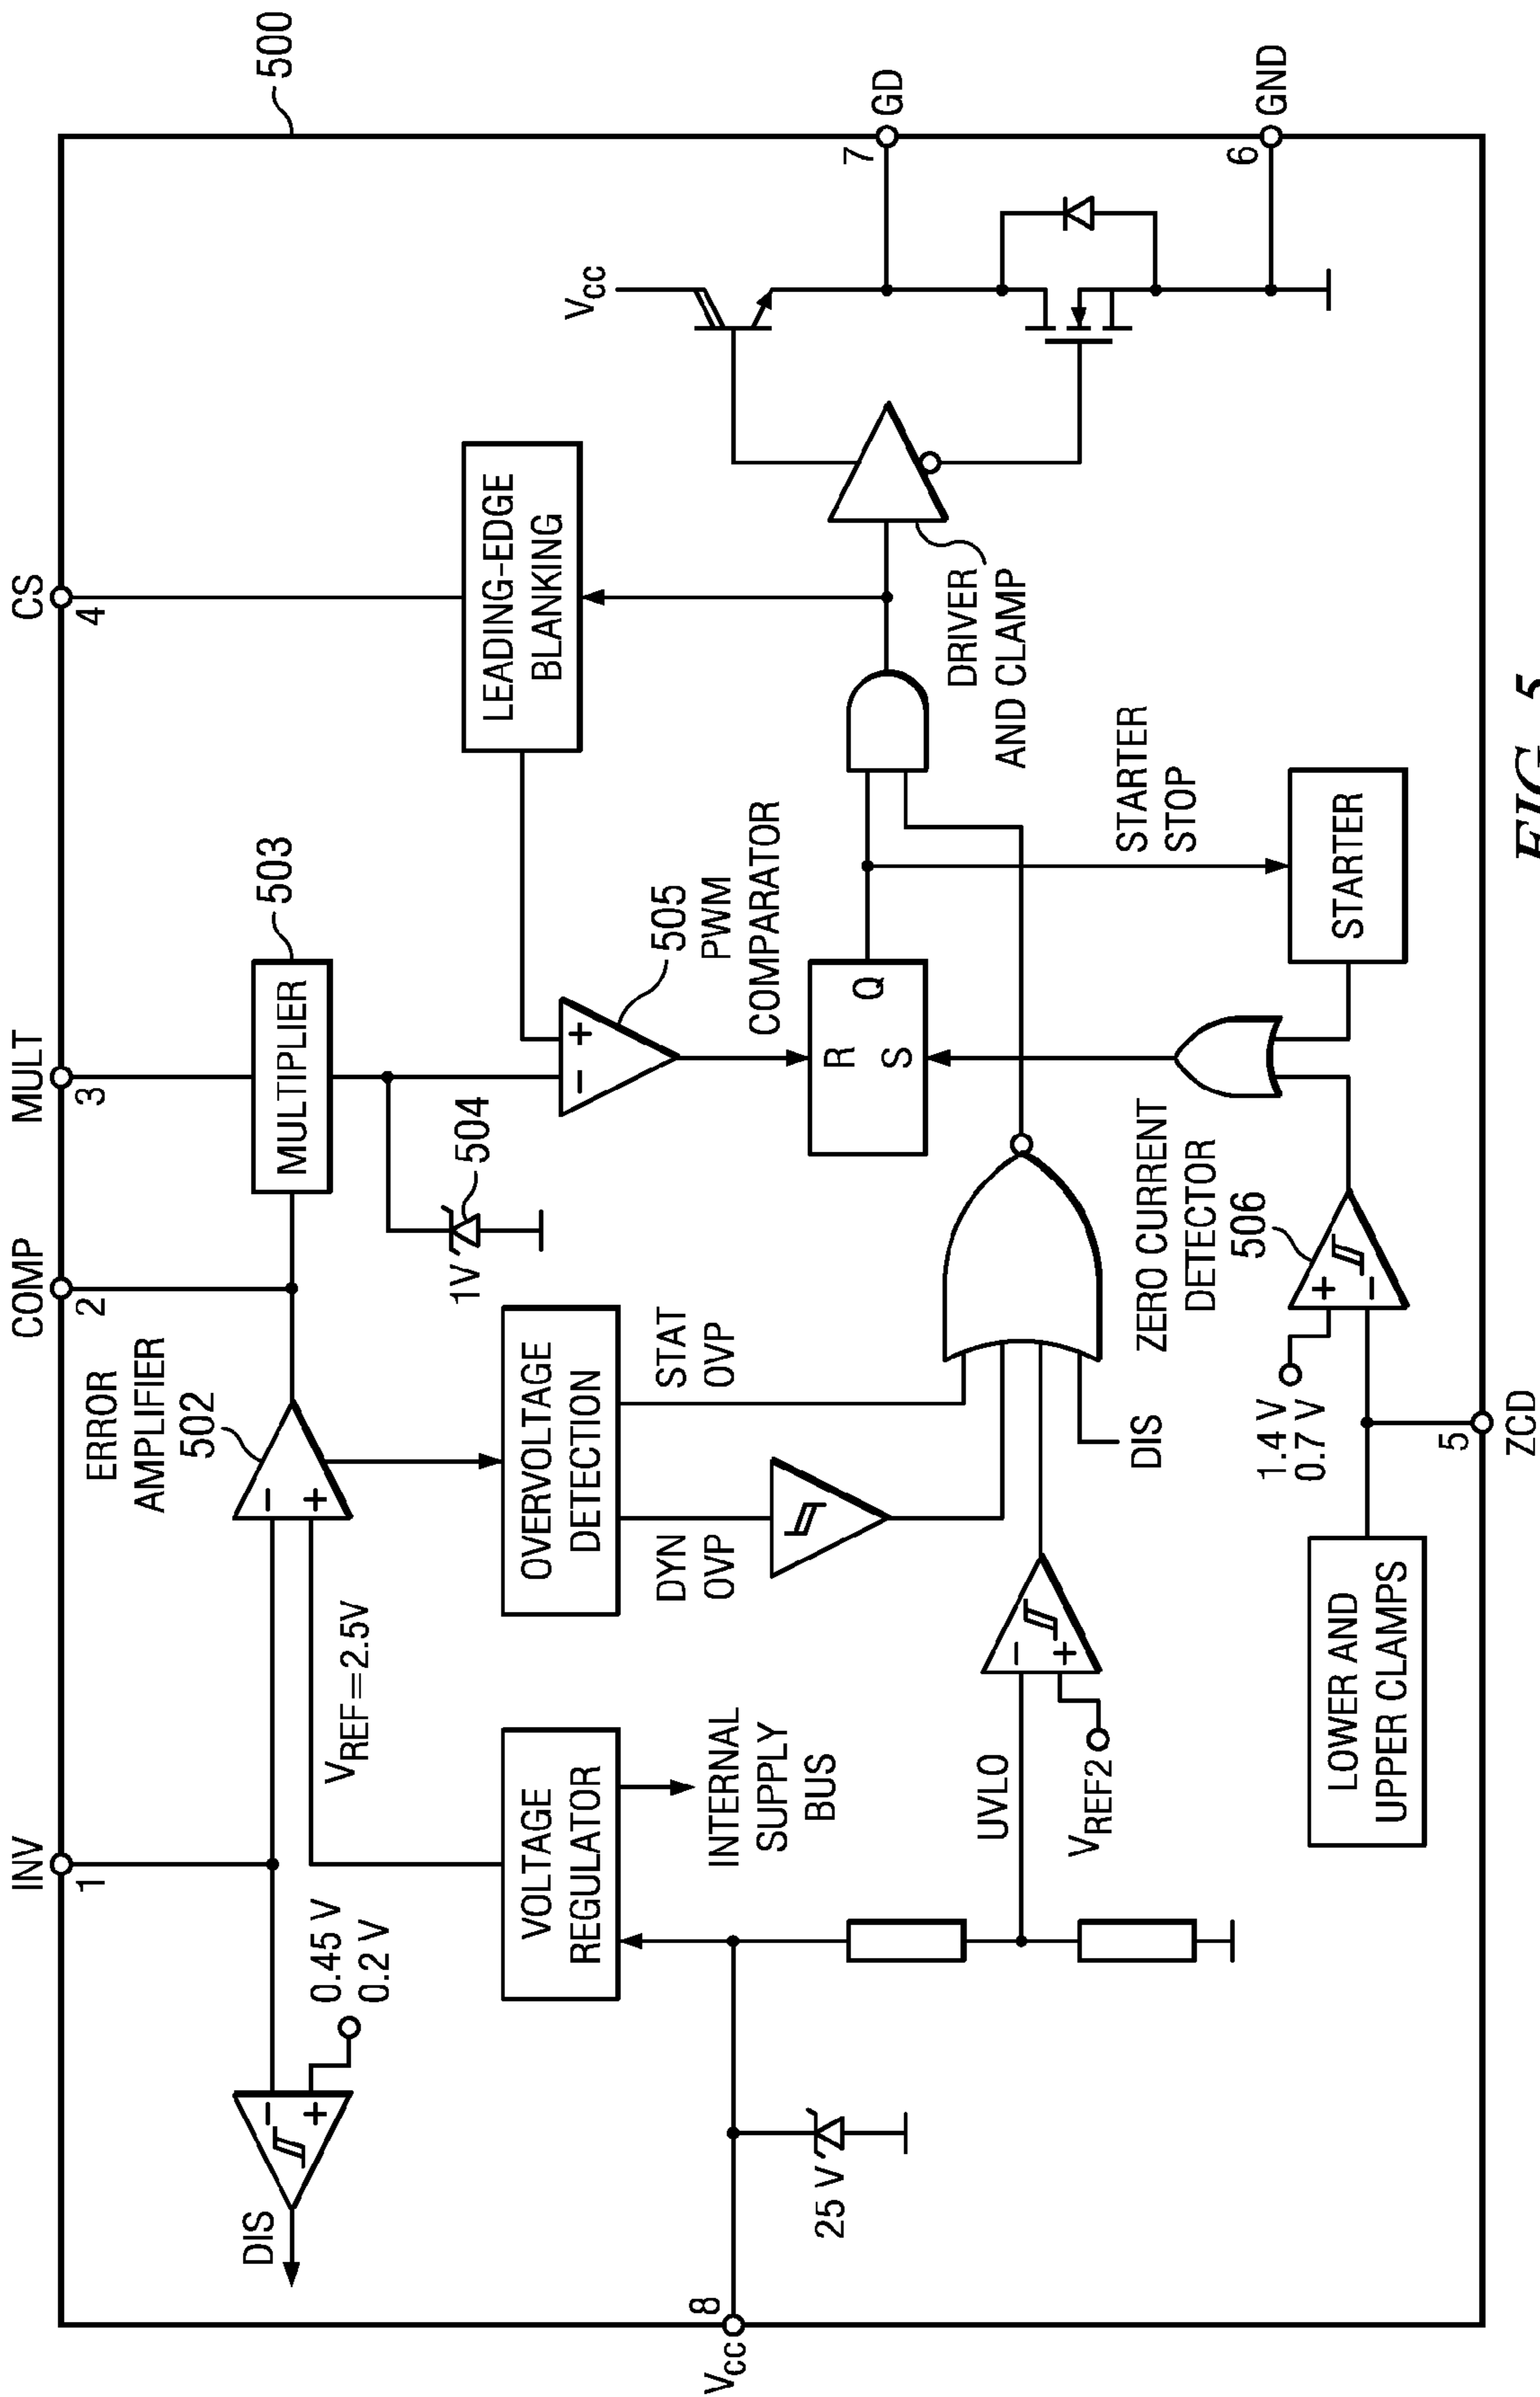 500
INV
COMP
MULT
CS
1
2
3
4
ERROR
AMPLIFIER
502
503
DIS
−
+
0.45 V
0.2 V
−
+
MULTIPLIER
VREF=2.5V
1V
504
LEADING-EDGE
BLANKING
VOLTAGE
REGULATOR
OVERVOLTAGE
DETECTION
−
+
505
PWM
COMPARATOR
INTERNAL
SUPPLY
BUS
DYN
OVP
STAT
OVP
VCC
8
25 V
VCC
7
GD
R
Q
S
DRIVER
AND CLAMP
UVLO
−
+
VREF2
DIS
STARTER
STOP
ZERO CURRENT
DETECTOR
506
1.4 V
0.7 V
+
−
STARTER
6
GND
LOWER AND
UPPER CLAMPS
5
ZCD